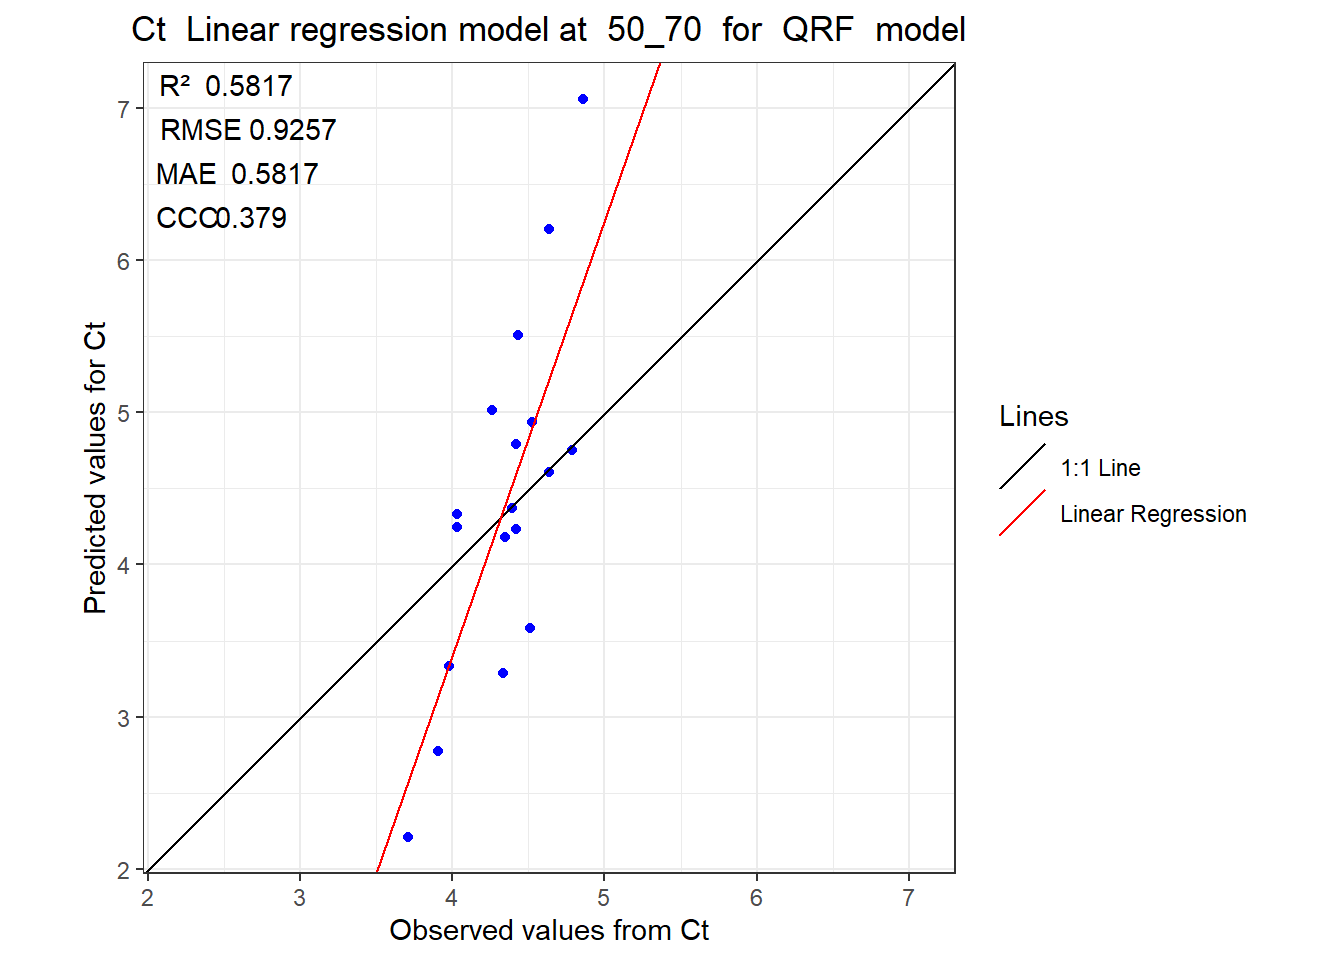 Ct  Linear regression model at  50_70  for  QRF  model
R²  0.5817
RMSE 0.9257
MAE  0.5817
CCC0.379
Predicted values for Ct
7
6
5
4
3
2
2 3 4 5 6 7
Observed values from Ct
Lines
1:1 Line
Linear Regression